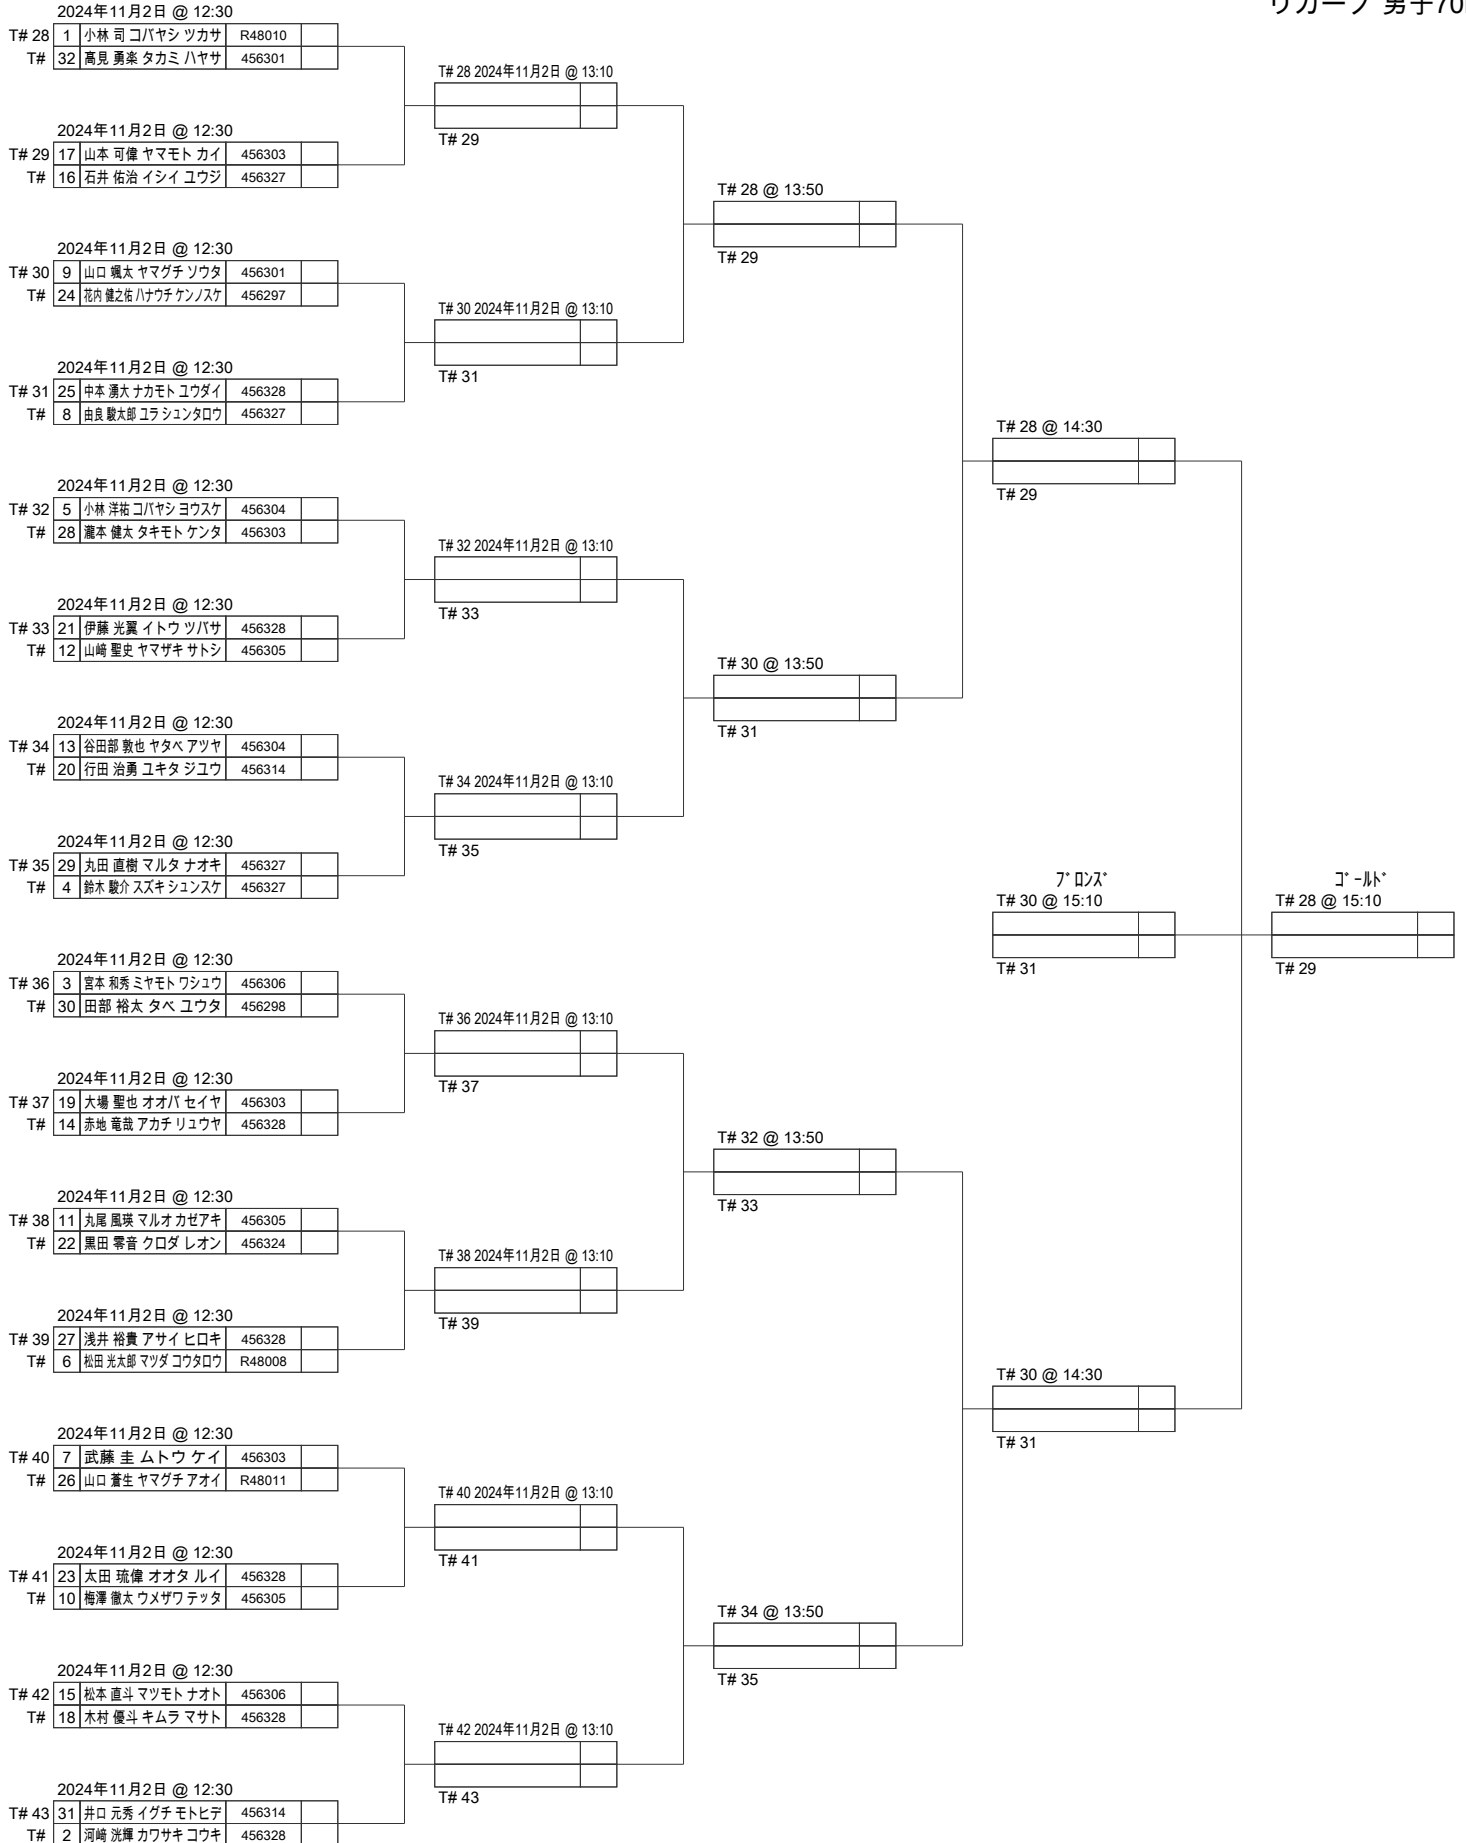 リカーブ 男子70
2024年11月2日 @ 12:30
T# 28 1 小林 司 コバヤシ ツカサ R48010
T# 32 髙見 勇楽 タカミ ハヤサ 456301
T# 28 2024年11月2日 @ 13:10
T# 29
2024年11月2日 @ 12:30
T# 29 17 山本 可偉 ヤマモト カイ 456303
T# 16 石井 佑治 イシイ ユウジ 456327
T# 28 @ 13:50
T# 29
2024年11月2日 @ 12:30
T# 30 9 山口 颯太 ヤマグチ ソウタ 456301
T# 24 花内 健之佑 ハナウチ ケンノスケ 456297
T# 30 2024年11月2日 @ 13:10
T# 31
2024年11月2日 @ 12:30
T# 31 25 中本 湧大 ナカモト ユウダイ 456328
T# 8 由良 駿太郎 ユラ シュンタロウ 456327
T# 28 @ 14:30
T# 29
2024年11月2日 @ 12:30
T# 32 5 小林 洋祐 コバヤシ ヨウスケ 456304
T# 28 瀧本 健太 タキモト ケンタ 456303
T# 32 2024年11月2日 @ 13:10
T# 33
2024年11月2日 @ 12:30
T# 33 21 伊藤 光翼 イトウ ツバサ 456328
T# 12 山﨑 聖史 ヤマザキ サトシ 456305
T# 30 @ 13:50
T# 31
2024年11月2日 @ 12:30
T# 34 13 谷田部 敦也 ヤタベ アツヤ 456304
T# 20 行田 治勇 ユキタ ジユウ 456314
T# 34 2024年11月2日 @ 13:10
T# 35
2024年11月2日 @ 12:30
T# 35 29 丸田 直樹 マルタ ナオキ 456327
T# 4 鈴木 駿介 スズキ シュンスケ 456327
ブロンズ
T# 30 @ 15:10
T# 31
ゴールド
T# 28 @ 15:10
T# 29
2024年11月2日 @ 12:30
T# 36 3 宮本 和秀 ミヤモト ワシュウ 456306
T# 30 田部 裕太 タベ ユウタ 456298
T# 36 2024年11月2日 @ 13:10
T# 37
2024年11月2日 @ 12:30
T# 37 19 大場 聖也 オオバ セイヤ 456303
T# 14 赤地 竜哉 アカチ リュウヤ 456328
T# 32 @ 13:50
T# 33
2024年11月2日 @ 12:30
T# 38 11 丸尾 風瑛 マルオ カゼアキ 456305
T# 22 黒田 零音 クロダ レオン 456324
T# 38 2024年11月2日 @ 13:10
T# 39
2024年11月2日 @ 12:30
T# 39 27 浅井 裕貴 アサイ ヒロキ 456328
T# 6 松田 光太郎 マツダ コウタロウ R48008
T# 30 @ 14:30
T# 31
2024年11月2日 @ 12:30
T# 40 7 武藤 圭 ムトウ ケイ 456303
T# 26 山口 蒼生 ヤマグチ アオイ R48011
T# 40 2024年11月2日 @ 13:10
T# 41
2024年11月2日 @ 12:30
T# 41 23 太田 琉偉 オオタ ルイ 456328
T# 10 梅澤 徹太 ウメザワ テッタ 456305
T# 34 @ 13:50
T# 35
2024年11月2日 @ 12:30
T# 42 15 松本 直斗 マツモト ナオト 456306
T# 18 木村 優斗 キムラ マサト 456328
T# 42 2024年11月2日 @ 13:10
T# 43
2024年11月2日 @ 12:30
T# 43 31 井口 元秀 イグチ モトヒデ 456314
T# 2 河﨑 洸輝 カワサキ コウキ 456328